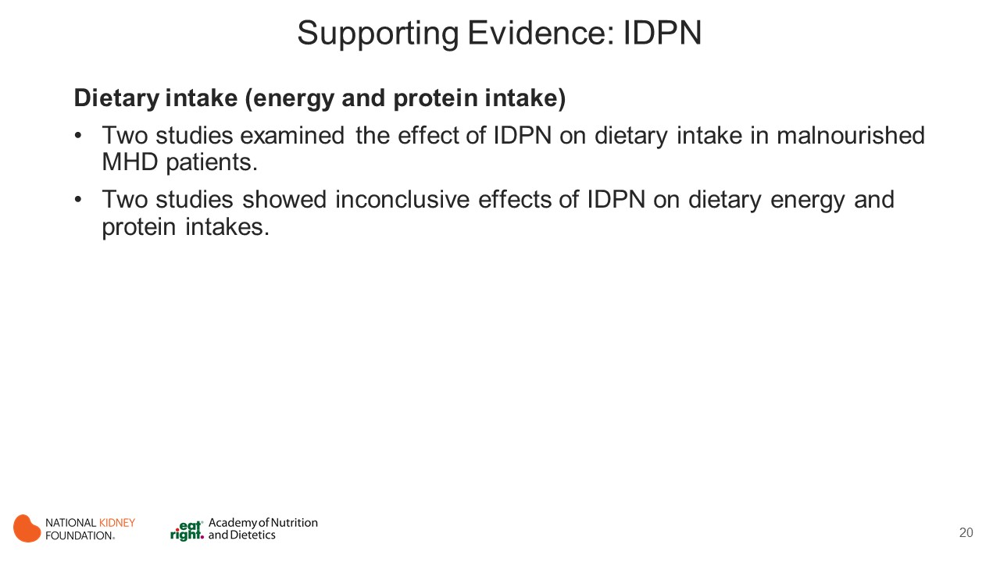 Supporting Evidence: IDPN
Dietary intake (energy and protein intake)
• Two studies examined the effect of IDPN on dietary intake in malnourished
MHD patients.
• Two studies showed inconclusive effects of IDPN on dietary energy and
protein intakes.
NATIONAL KIDNEY
FOUNDATION®
eat
right.
Academy of Nutrition
and Dietetics
20